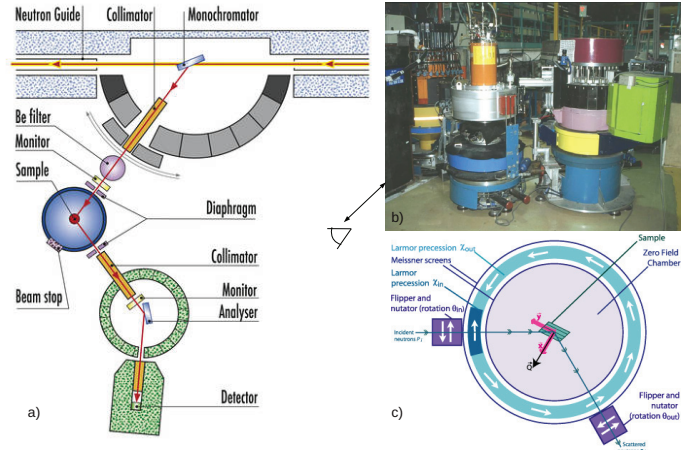 Neutron Guide
Collimator
Monochromator
Be filter
Monitor
Sample
Diaphragm
Collimator
Beam stop
Monitor
Analyser
Detector
a)
b)
Sample
Larmor precession χout
Meissner screens
Zero Field
Chamber
Larmor
precession χin
Flipper and
nutator (rotation θin)
Incident
neutrons Pi
Q
Flipper and
nutator
(rotation θout)
Scattered
c)